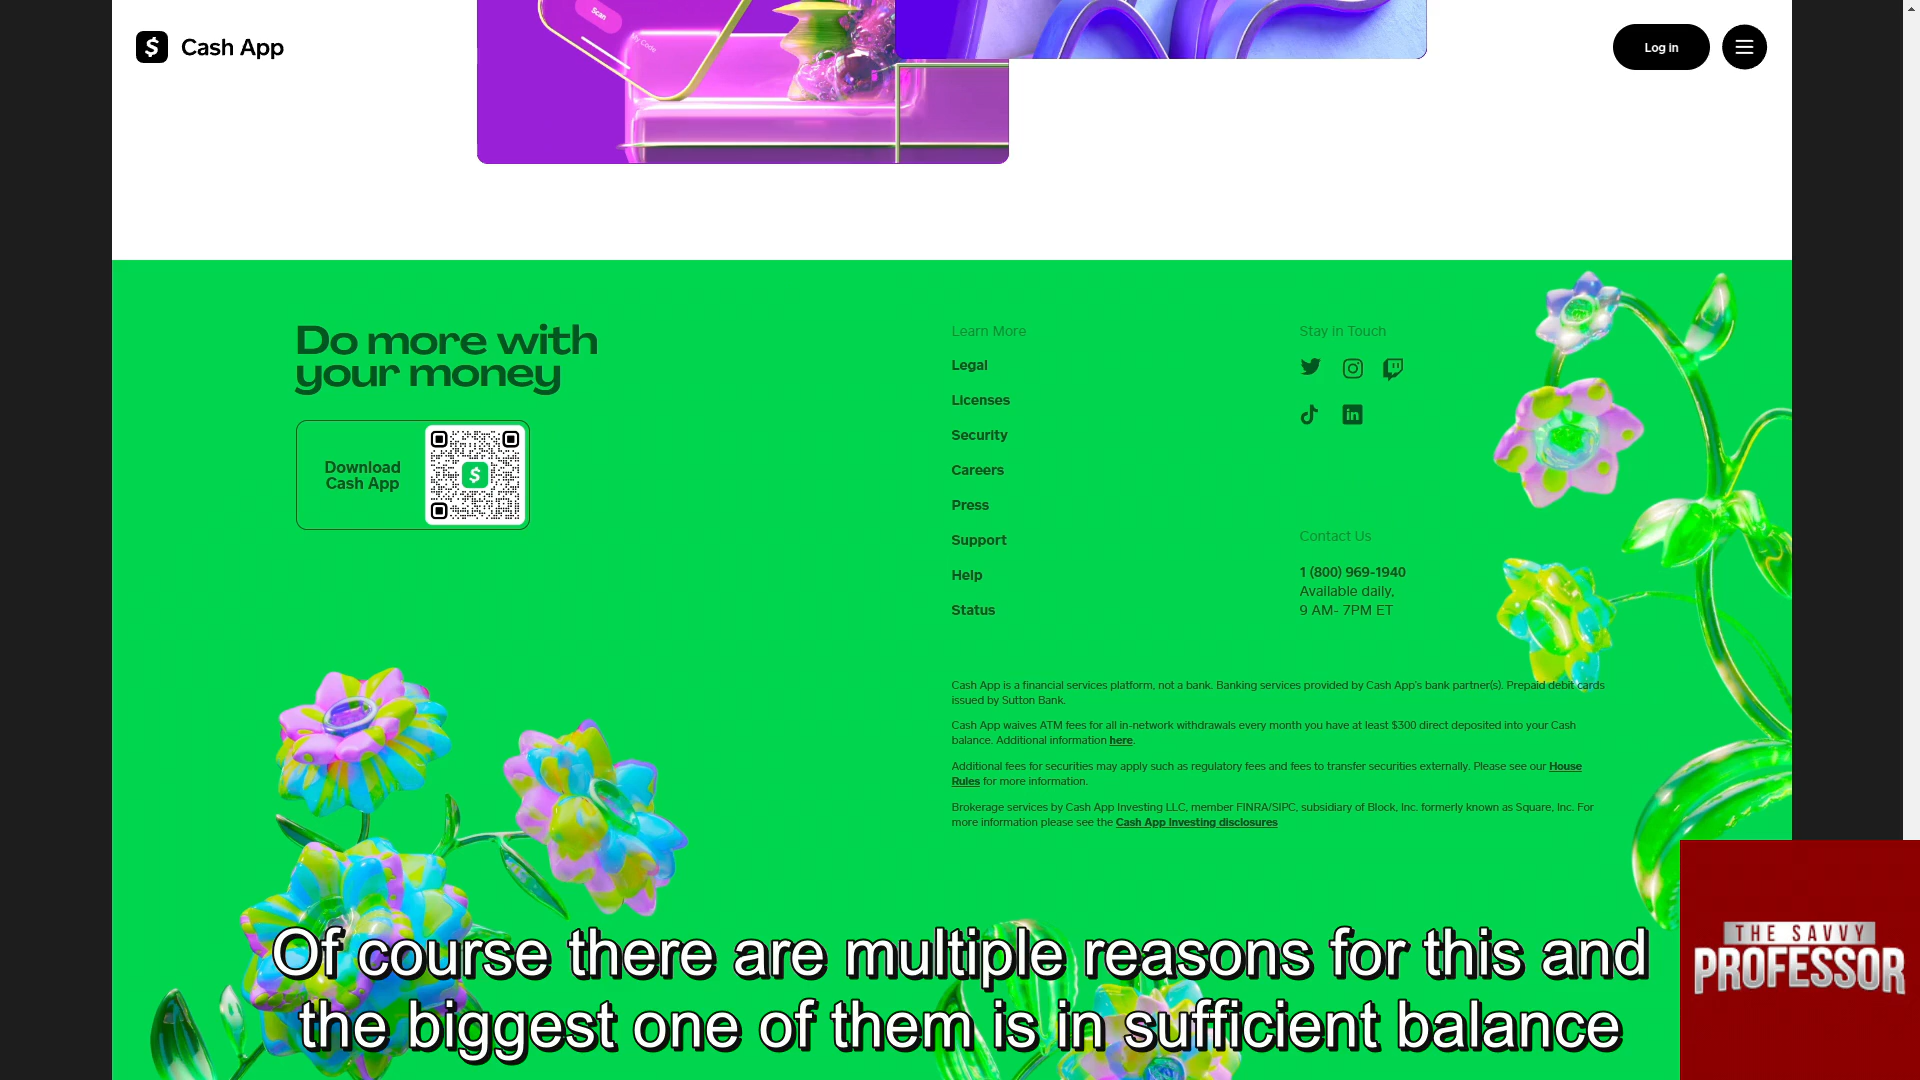 Scan
My Code
Cash App
Log in
Do more with
your money
Download
Cash App
Learn More
Legal
Licenses
Security
Careers
Press
Support
Help
Status
Stay in Touch
Contact Us
1 (800) 969-1940
Available daily,
9 AM- 7PM ET
Cash App is a financial services platform, not a bank. Banking services provided by Cash App's bank partner(s). Prepaid debit cards
issued by Sutton Bank.
Cash App waives ATM fees for all in-network withdrawals every month you have at least $300 direct deposited into your Cash
balance. Additional information here.
Additional fees for securities may apply such as regulatory fees and fees to transfer securities externally. Please see our House
Rules for more information.
Brokerage services by Cash App Investing LLC, member FINRA/SIPC, subsidiary of Block, Inc. formerly known as Square, Inc. For
more information please see the Cash App Investing disclosures
Of course there are multiple reasons for this and
the biggest one of them is in sufficient balance
THE SAVVY
PROFESSOR